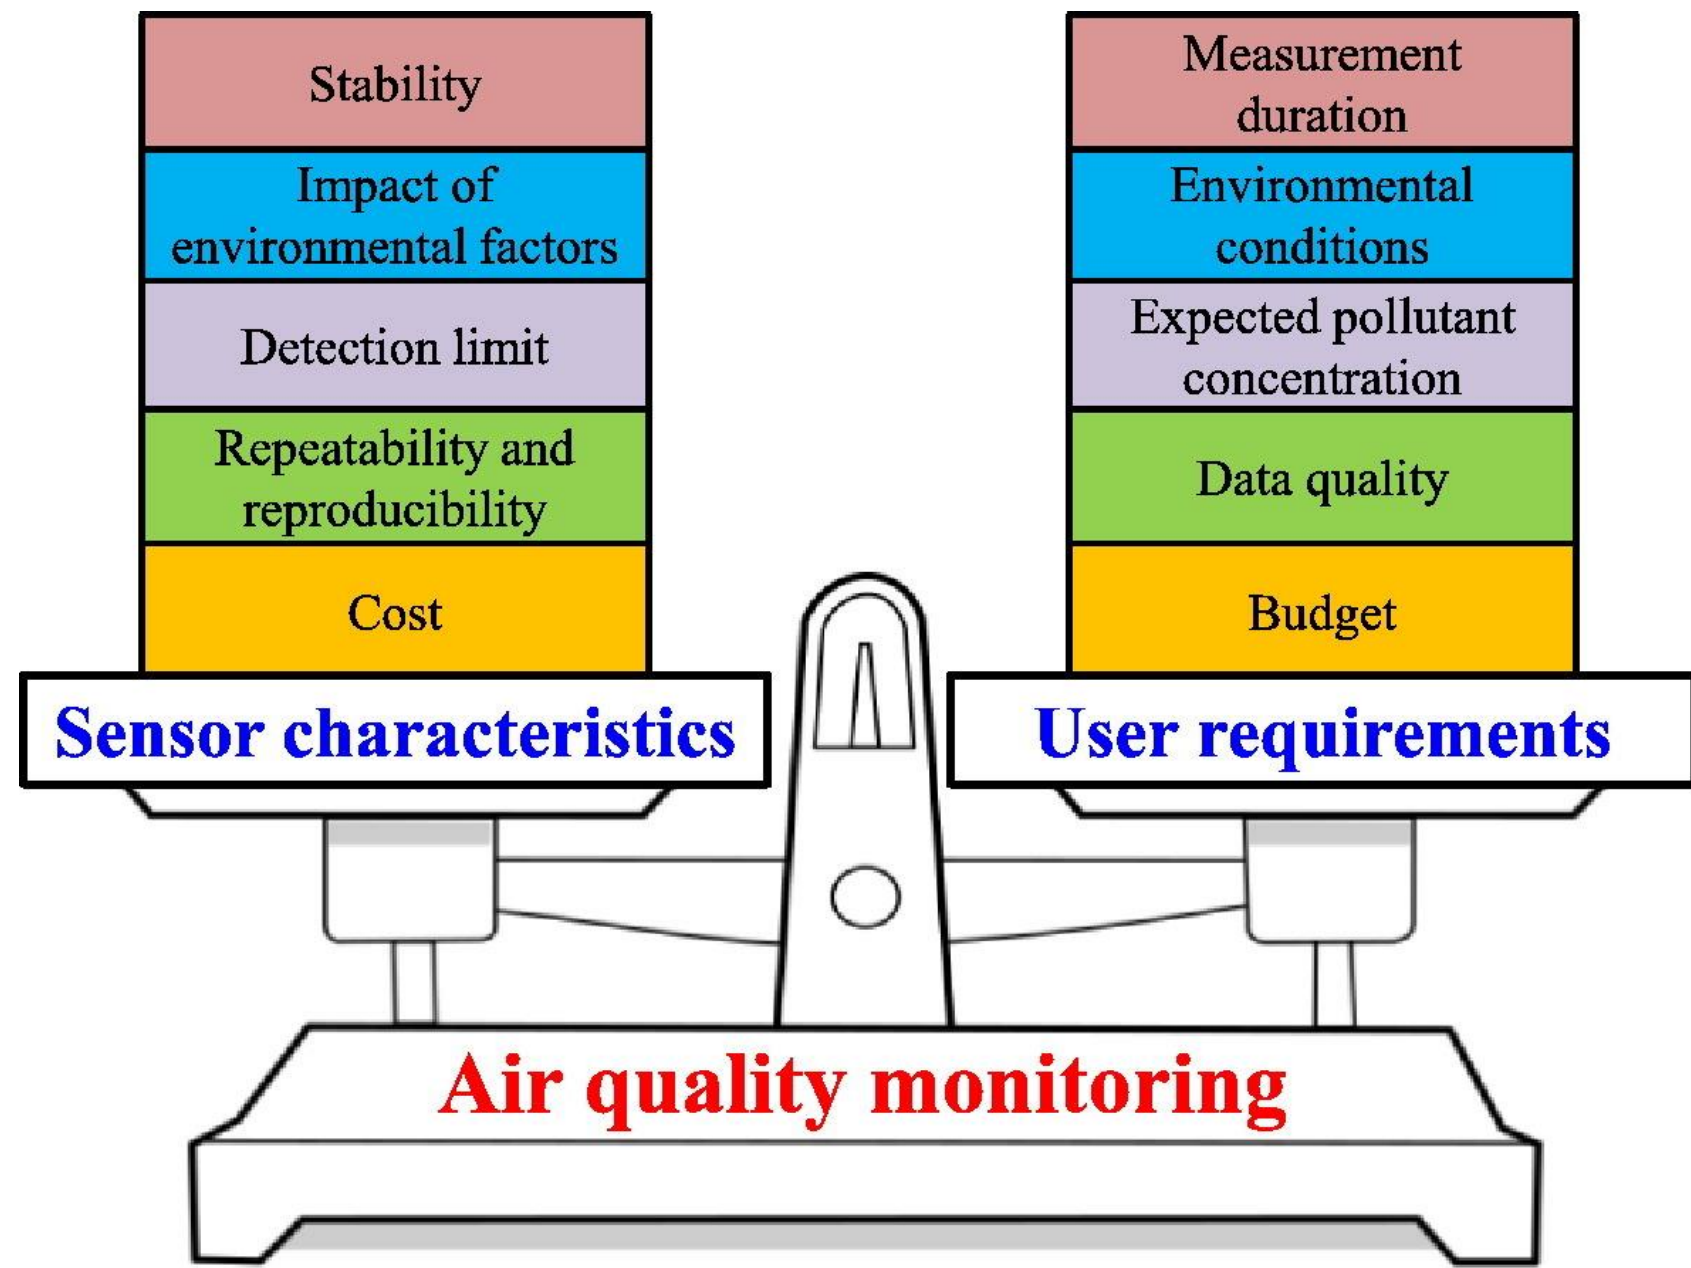 Stability
Impact of
environmental factors
Detection limit
Repeatability and
reproducibility
Cost
Sensor characteristics
Measurement
duration
Environmental
conditions
Expected pollutant
concentration
Data quality
Budget
User requirements
Air quality monitoring